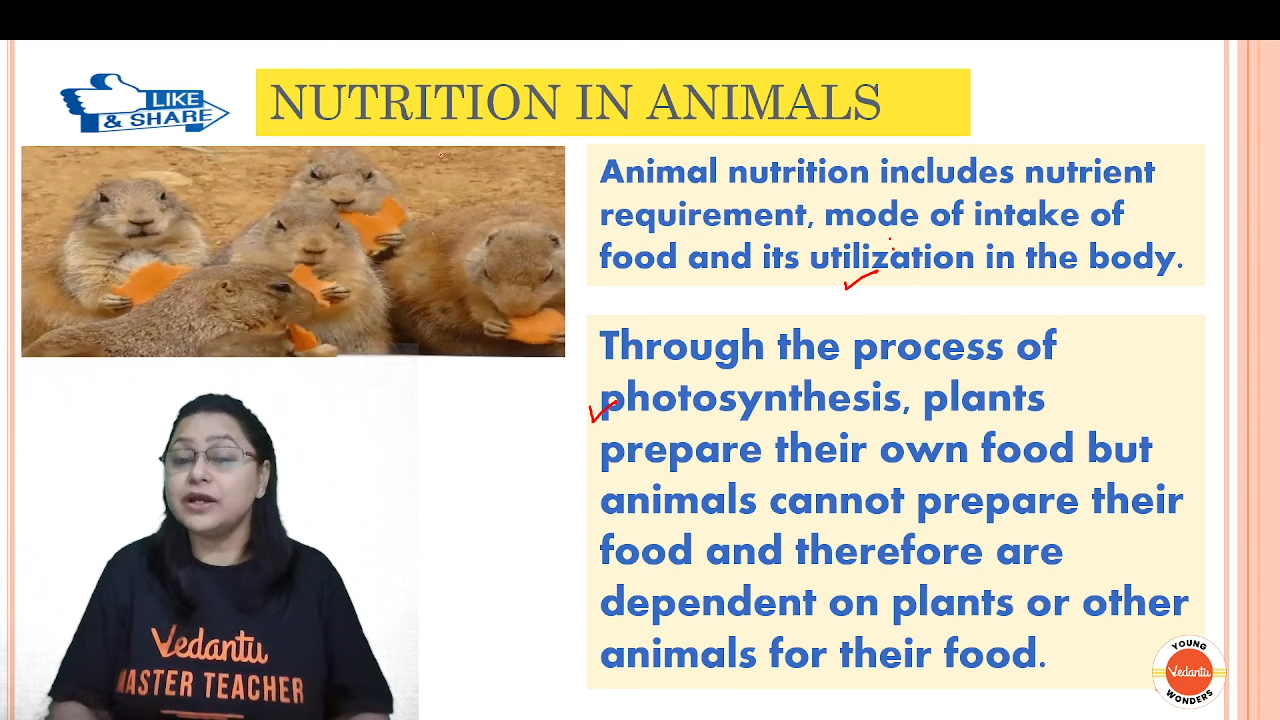 LIKE
& SHARE
NUTRITION IN ANIMALS
Animal nutrition includes nutrient
requirement, mode of intake of
food and its utilization in the body.
Through the process of
photosynthesis, plants
prepare their own food but
animals cannot prepare their
food and therefore are
dependent on plants or other
animals for their food.
Vedantu
MASTER TEACHER
YOUNG
Vedantu
WONDERS